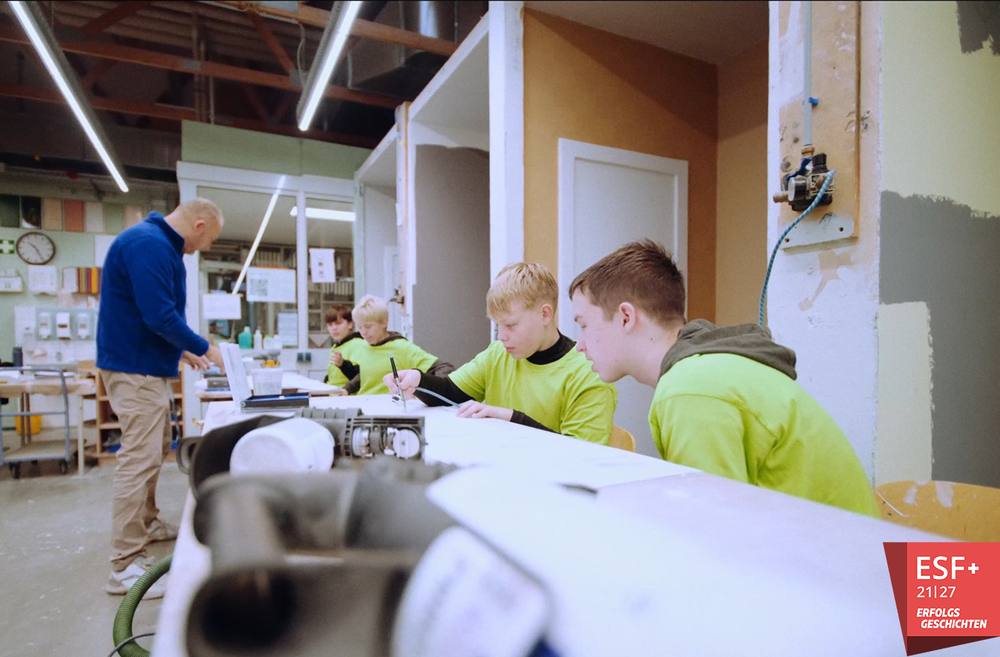 ESF+
21|27
ERFOLGS
GESCHICHTEN